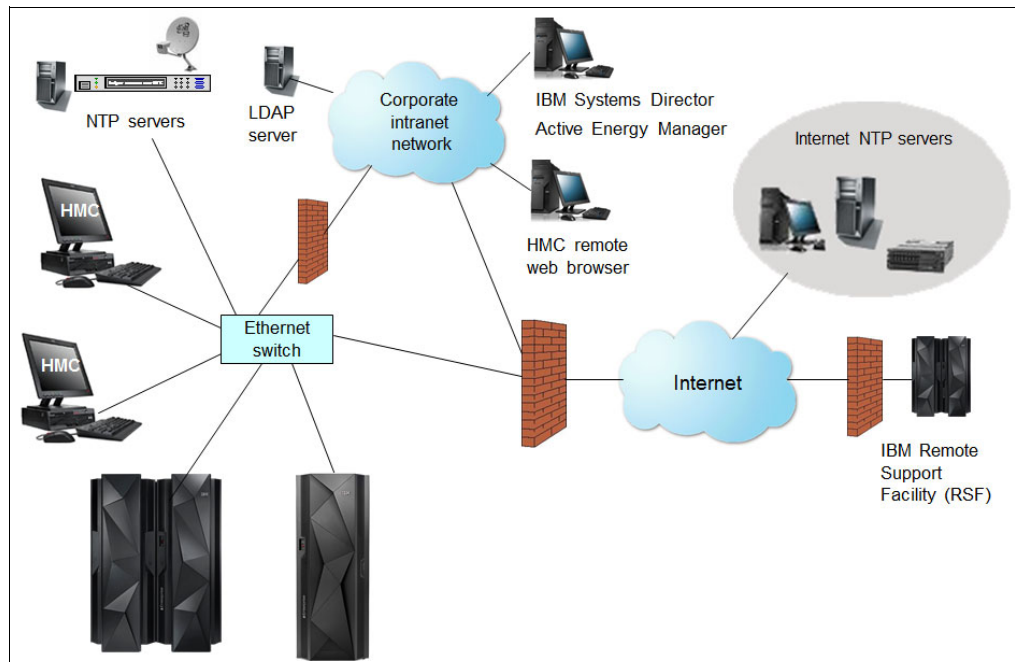 NTP servers
LDAP
server
Corporate
intranet
network
IBM Systems Director
Active Energy Manager
Internet NTP servers
HMC
HMC remote
web browser
Ethernet
switch
HMC
Internet
IBM Remote
Support
Facility (RSF)